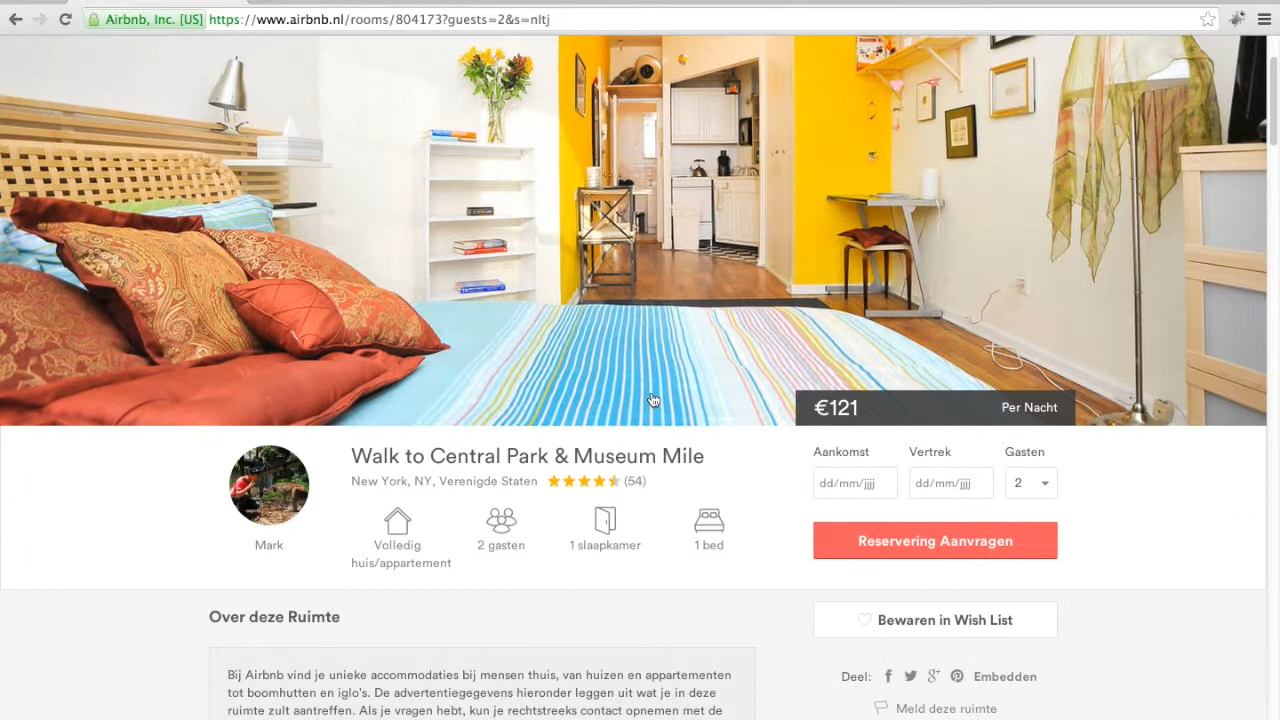 Airbnb, Inc. [US] https://www.airbnb.nl/rooms/804173?guests=2&s=nltj
€121 Per Nacht
Walk to Central Park & Museum Mile
New York, NY, Verenigde Staten (54)
Mark
Volledig huis/appartement
2 gasten
1 slaapkamer
1 bed
Aankomst Vertrek Gasten
dd/mm/jjjj dd/mm/jjjj 2
Reservering Aanvragen
Over deze Ruimte
Bij Airbnb vind je unieke accommodaties bij mensen thuis, van huizen en appartementen
tot boomhutten en iglo's. De advertentiegegevens hieronder leggen uit wat je in deze
ruimte zult aantreffen. Als je vragen hebt, kun je rechtstreeks contact opnemen met de
Bewaren in Wish List
Deel: Embedden
Meld deze ruimte